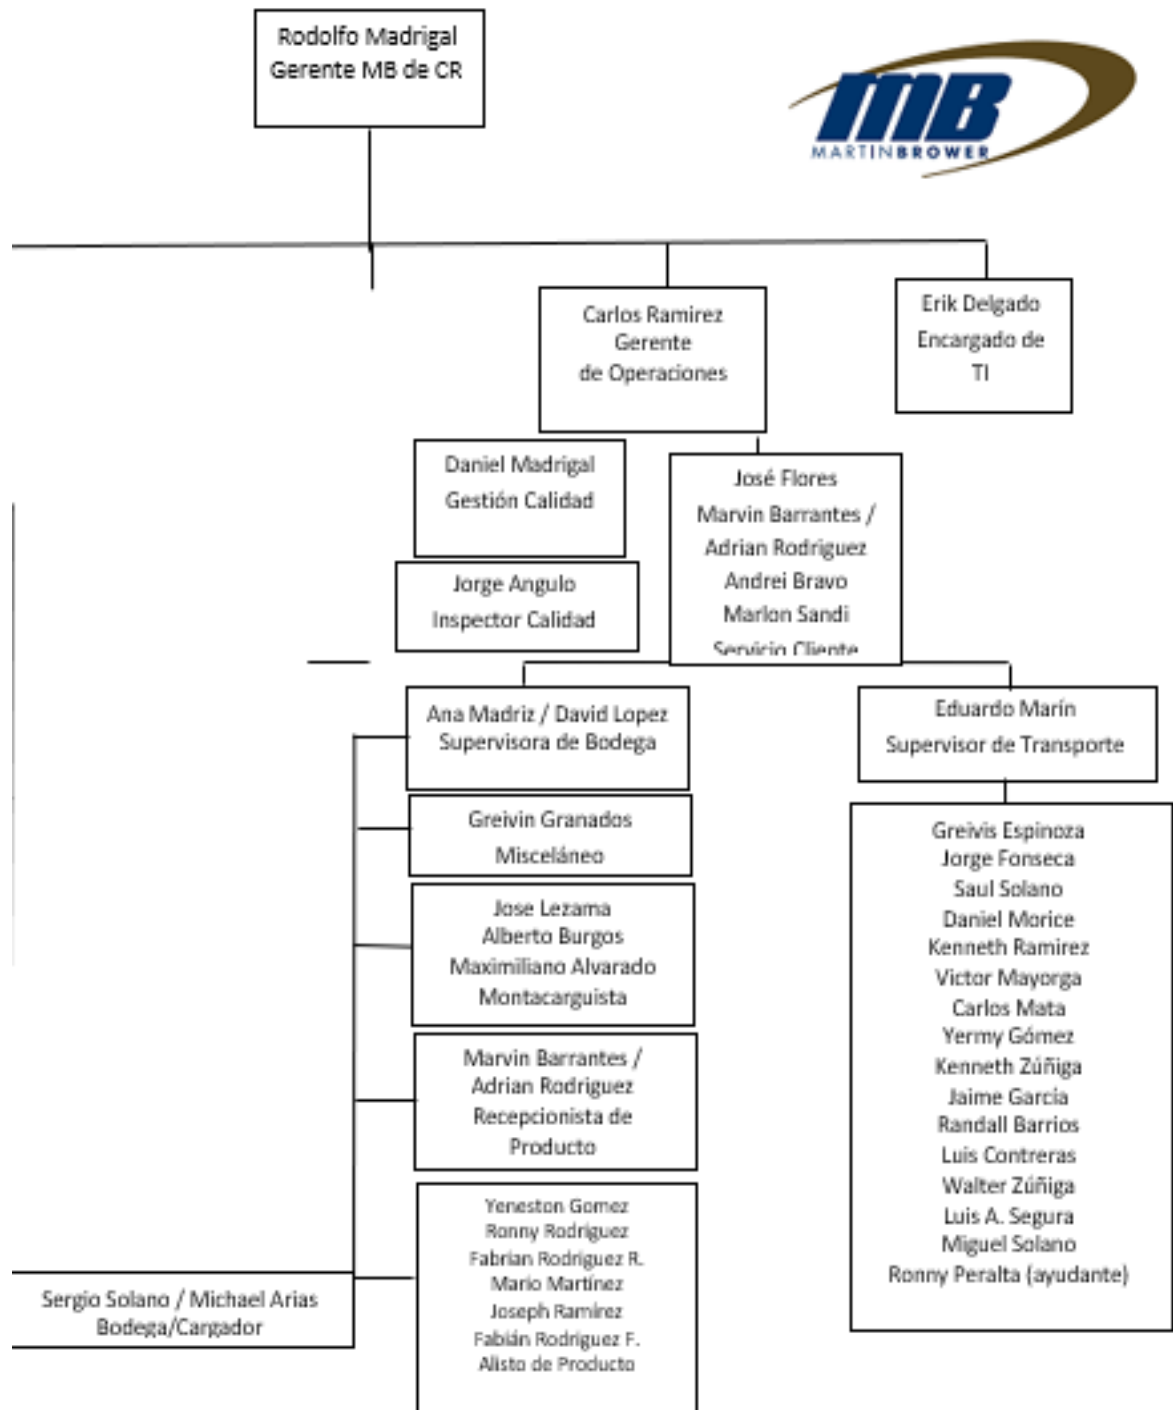 Rodolfo Madrigal
Gerente MB de CR
MB
MARTINBROWER
Carlos Ramirez
Gerente
de Operaciones
Erik Delgado
Encargado de
TI
Daniel Madrigal
Gestión Calidad
José Flores
Marvin Barrantes /
Adrian Rodriguez
Andrei Bravo
Marlon Sandi
Servicio Cliente
Jorge Angulo
Inspector Calidad
Ana Madriz / David Lopez
Supervisora de Bodega
Eduardo Marín
Supervisor de Transporte
Greivin Granados
Misceláneo
Jose Lezama
Alberto Burgos
Maximiliano Alvarado
Montacarguista
Marvin Barrantes /
Adrian Rodriguez
Recepcionista de
Producto
Yeneston Gomez
Ronny Rodriguez
Fabrian Rodriguez R.
Mario Martínez
Joseph Ramírez
Fabián Rodriguez F.
Alisto de Producto
Sergio Solano / Michael Arias
Bodega/Cargador
Greivis Espinoza
Jorge Fonseca
Saul Solano
Daniel Morice
Kenneth Ramirez
Victor Mayorga
Carlos Mata
Yermy Gómez
Kenneth Zúñiga
Jaime García
Randall Barrios
Luis Contreras
Walter Zúñiga
Luis A. Segura
Miguel Solano
Ronny Peralta (ayudante)